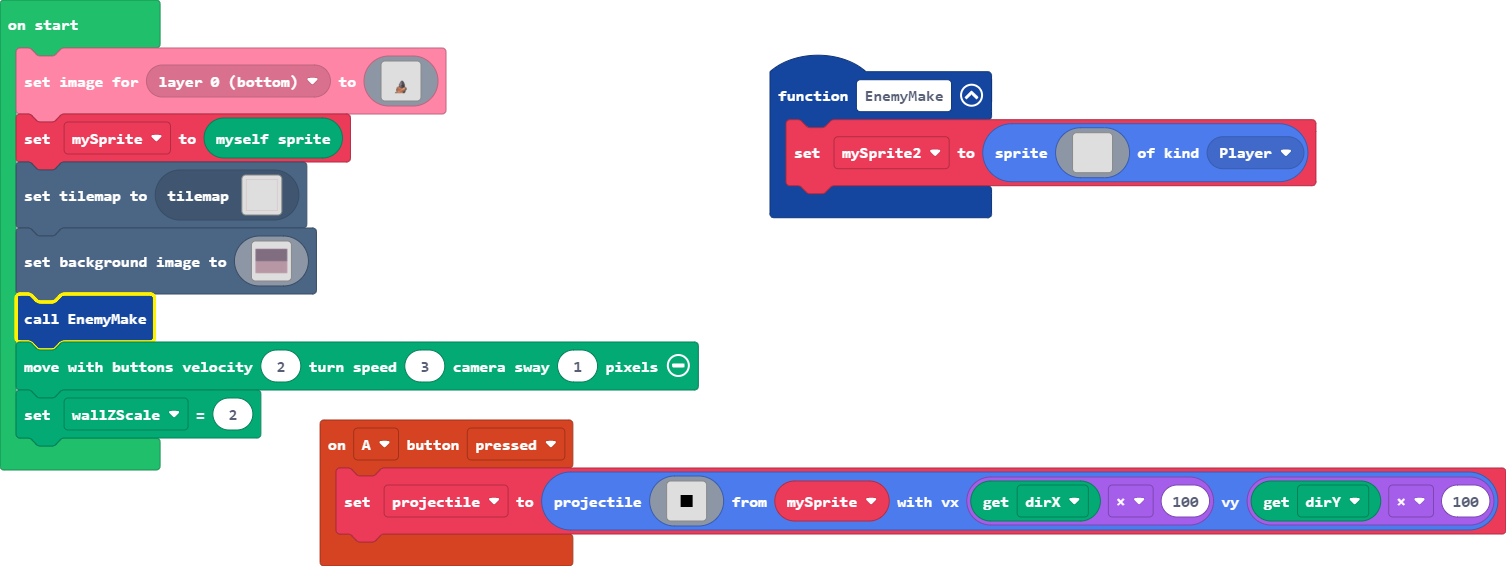 on start
set image for layer 0 (bottom) to
set mySprite to myself sprite
set tilemap to tilemap
set background image to
call EnemyMake
move with buttons velocity 2 turn speed 3 camera sway 1 pixels
set wallZScale = 2
function EnemyMake
set mySprite2 to sprite of kind Player
on A button pressed
set projectile to projectile from mySprite with vx get dirX × 100 vy get dirY × 100